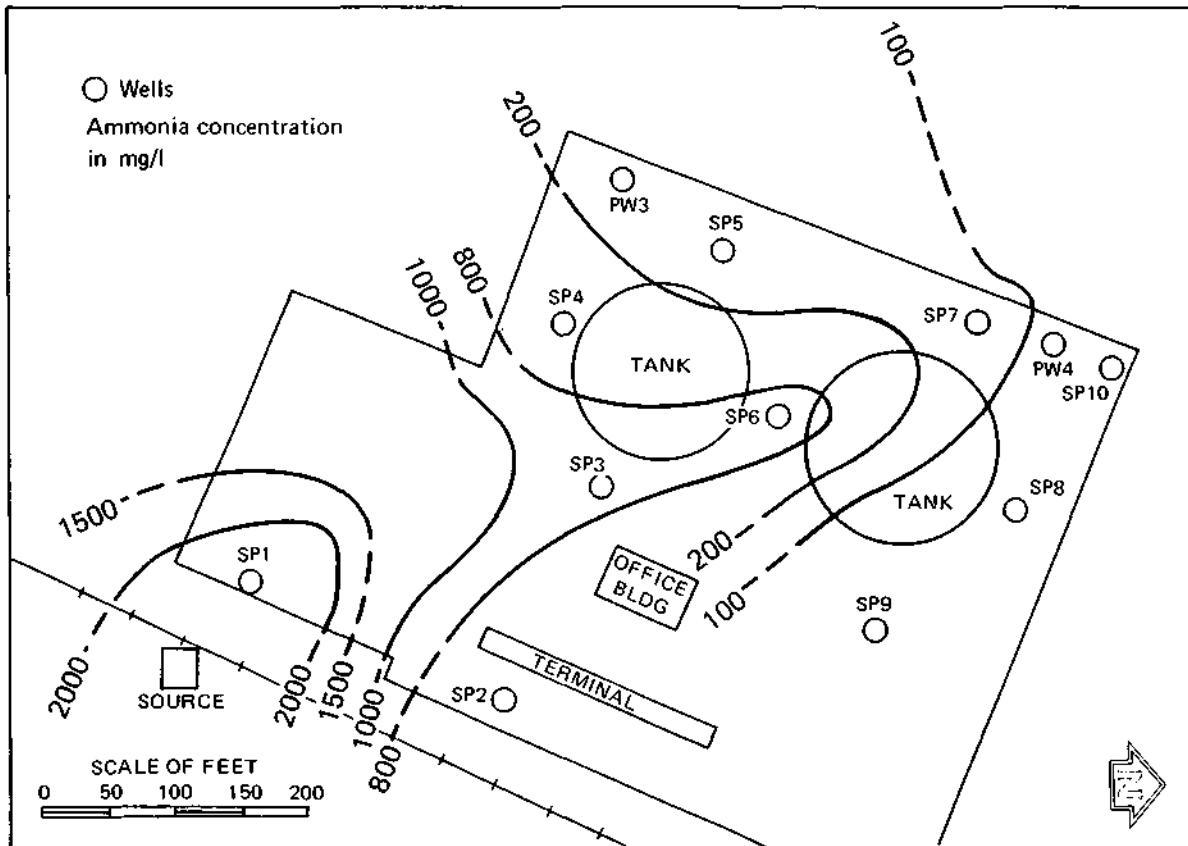 Wells
Ammonia concentration
in mg/l
100
200
PW3
SP5
800
1000
SP4
SP7
PW4
SP10
TANK
SP6
SP3
1500
SP8
TANK
SP1
200
OFFICE
BLDG
100
SP9
2000
SOURCE
2000
1500
1000
800
SP2
TERMINAL
SCALE OF FEET
0 50 100 150 200
N